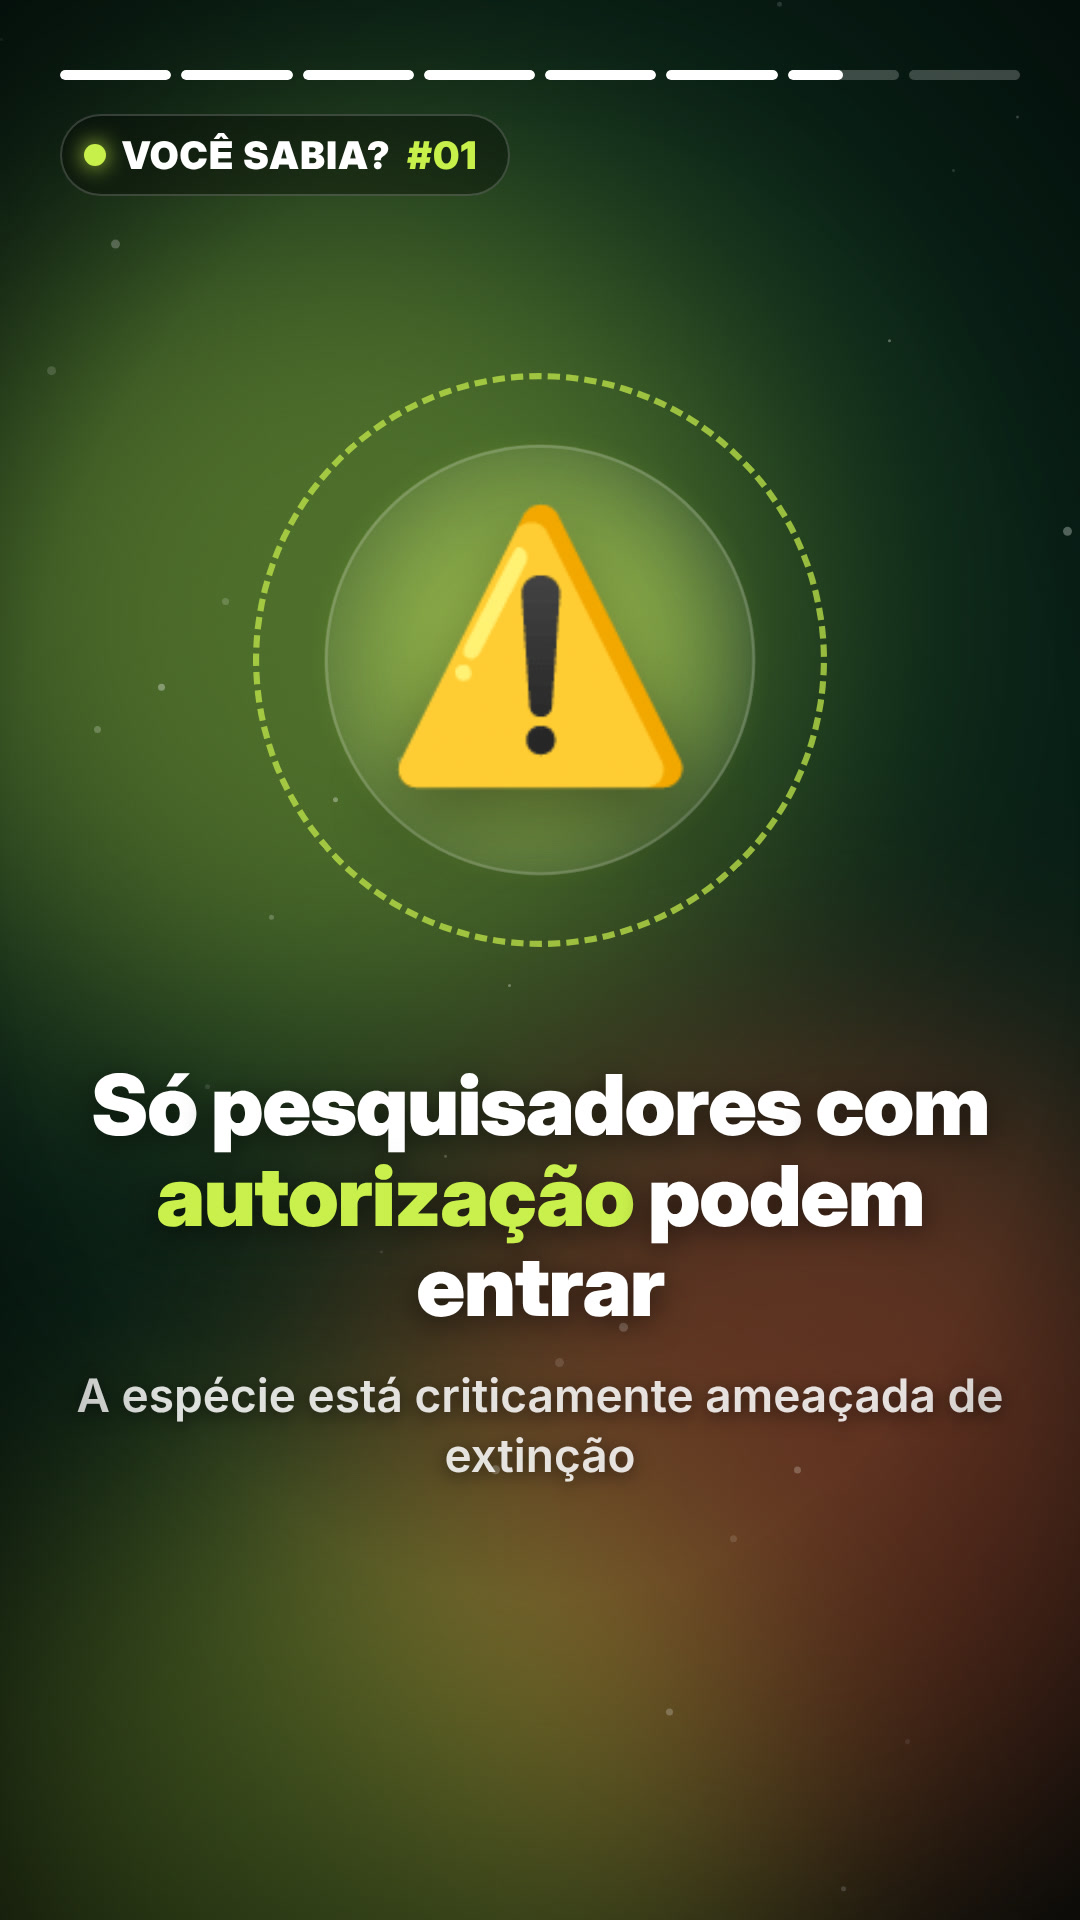 VOCÊ SABIA? #01
Só pesquisadores com
autorização podem
entrar
A espécie está criticamente ameaçada de
extinção